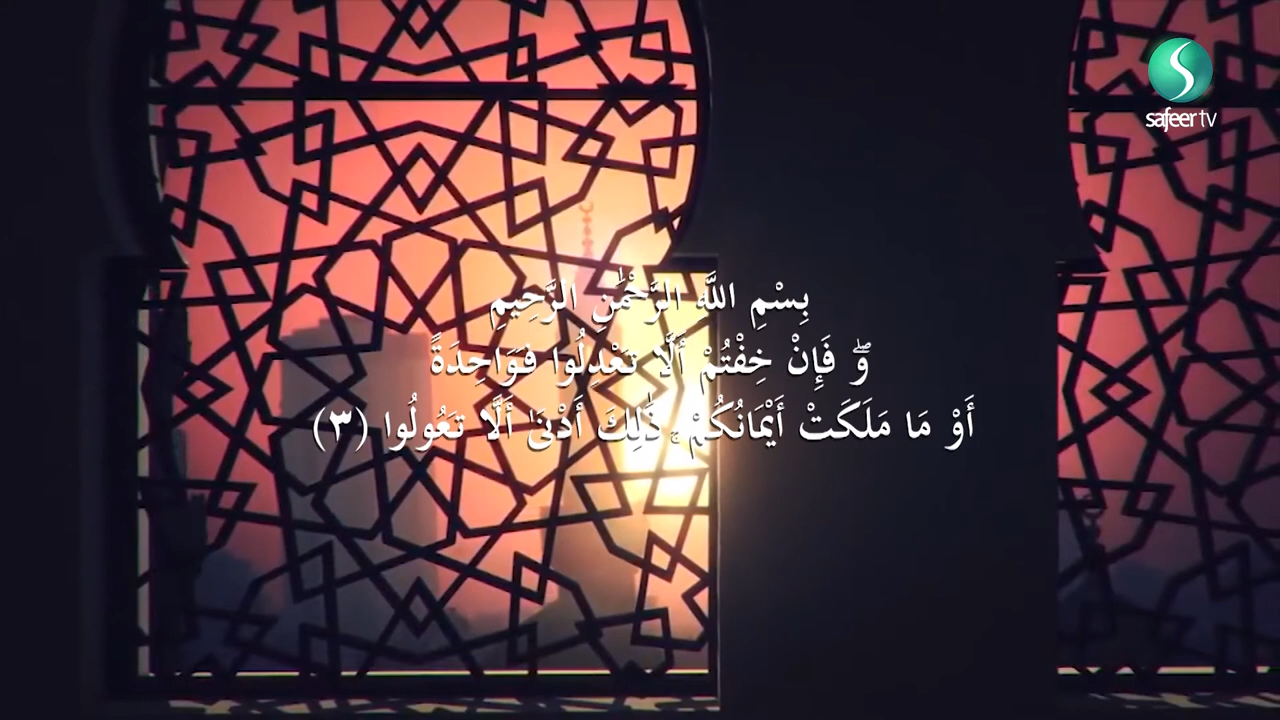 safeer tv
بِسْمِ اللَّهِ الرَّحْمَٰنِ الرَّحِيمِ
وۖ فَإِنْ خِفْتُمْ أَلَّا تَعْدِلُوا فَوَاحِدَةً
أَوْ مَا مَلَكَتْ أَيْمَانُكُمْ ۚ ذَٰلِكَ أَدْنَىٰ أَلَّا تَعُولُوا (٣)